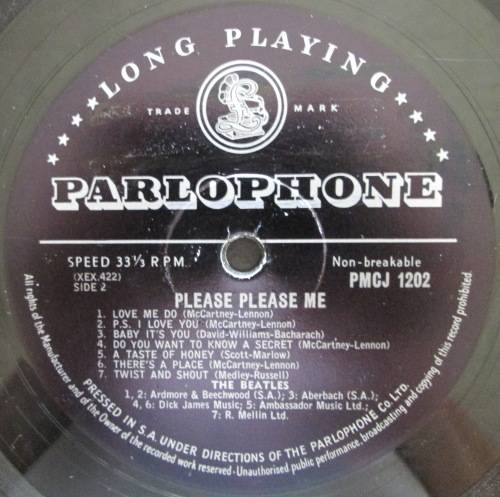 ★★★★★ LONG PLAYING ★★★★★
TRADE MARK
PARLOPHONE
SPEED 33⅓ R P M
Non-breakable
(XEX.422)
PMCJ 1202
SIDE 2
PLEASE PLEASE ME
1. LOVE ME DO (McCartney-Lennon)
2. P.S. I LOVE YOU (McCartney-Lennon)
3. BABY IT'S YOU (David-Williams-Bacharach)
4. DO YOU WANT TO KNOW A SECRET (McCartney-Lennon)
5. A TASTE OF HONEY (Scott-Marlow)
6. THERE'S A PLACE (McCartney-Lennon)
7. TWIST AND SHOUT (Medley-Russell)
THE BEATLES
1, 2: Ardmore & Beechwood (S.A.); 3: Aberbach (S.A.);
4, 6: Dick James Music; 5: Ambassador Music Ltd.,;
7: R. Mellin Ltd.
PRESSED IN S.A. UNDER DIRECTIONS OF THE PARLOPHONE CO. LTD.
All rights of the Manufacturer and of the Owner of the recorded work reserved - Unauthorised public performance, broadcasting and copying of this record prohibited.